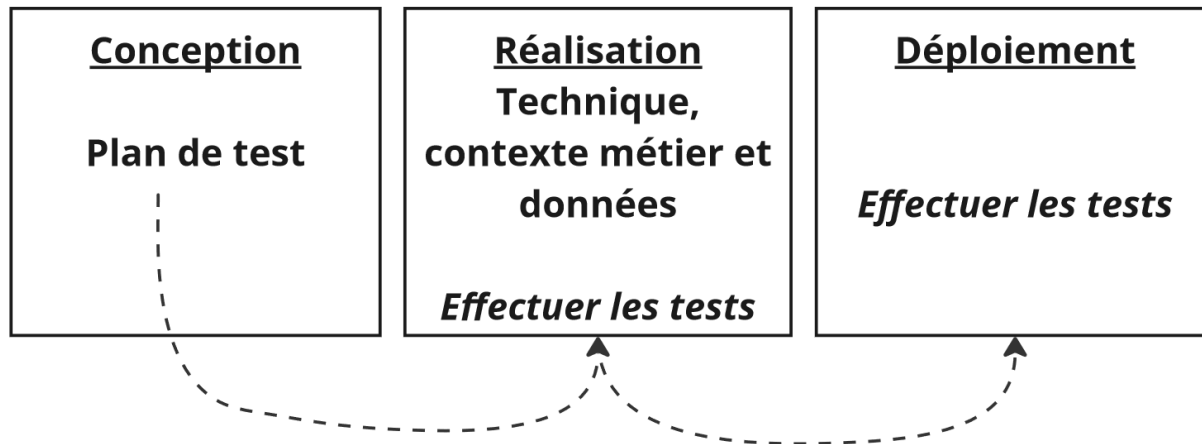 Conception
Plan de test
Réalisation
Technique,
contexte métier et
données
Effectuer les tests
Déploiement
Effectuer les tests